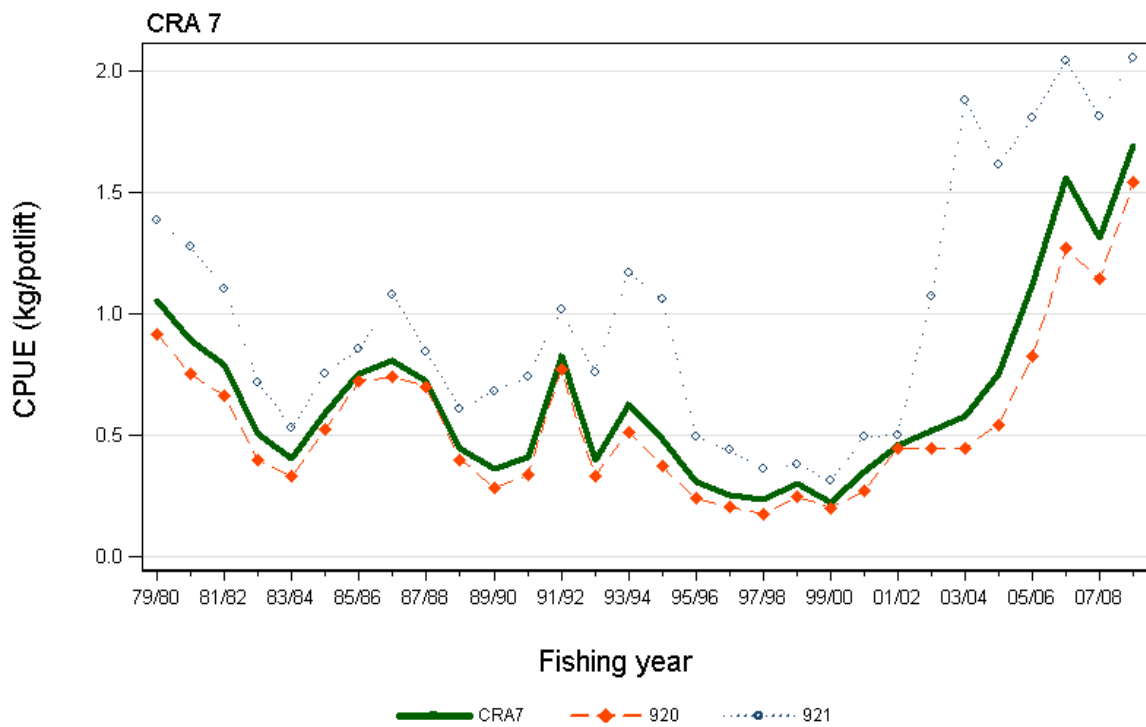 CRA 7
2.0
1.5
1.0
0.5
0.0
CPUE (kg/potlift)
79/80 81/82 83/84 85/86 87/88 89/90 91/92 93/94 95/96 97/98 99/00 01/02 03/04 05/06 07/08
Fishing year
CRA7 920 921